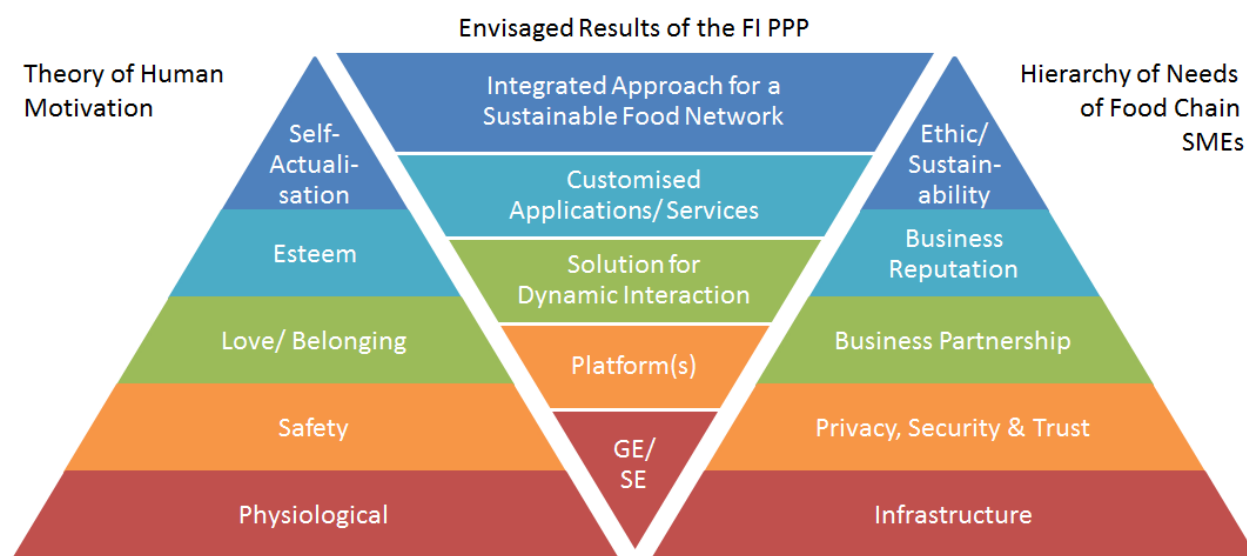 Envisaged Results of the FI PPP
Theory of Human
Motivation
Self-
Actuali-
sation
Esteem
Love/ Belonging
Safety
Physiological
Integrated Approach for a
Sustainable Food Network
Customised
Applications/ Services
Solution for
Dynamic Interaction
Platform(s)
GE/
SE
Hierarchy of Needs
of Food Chain
SMEs
Ethic/
Sustain-
ability
Business
Reputation
Business Partnership
Privacy, Security & Trust
Infrastructure